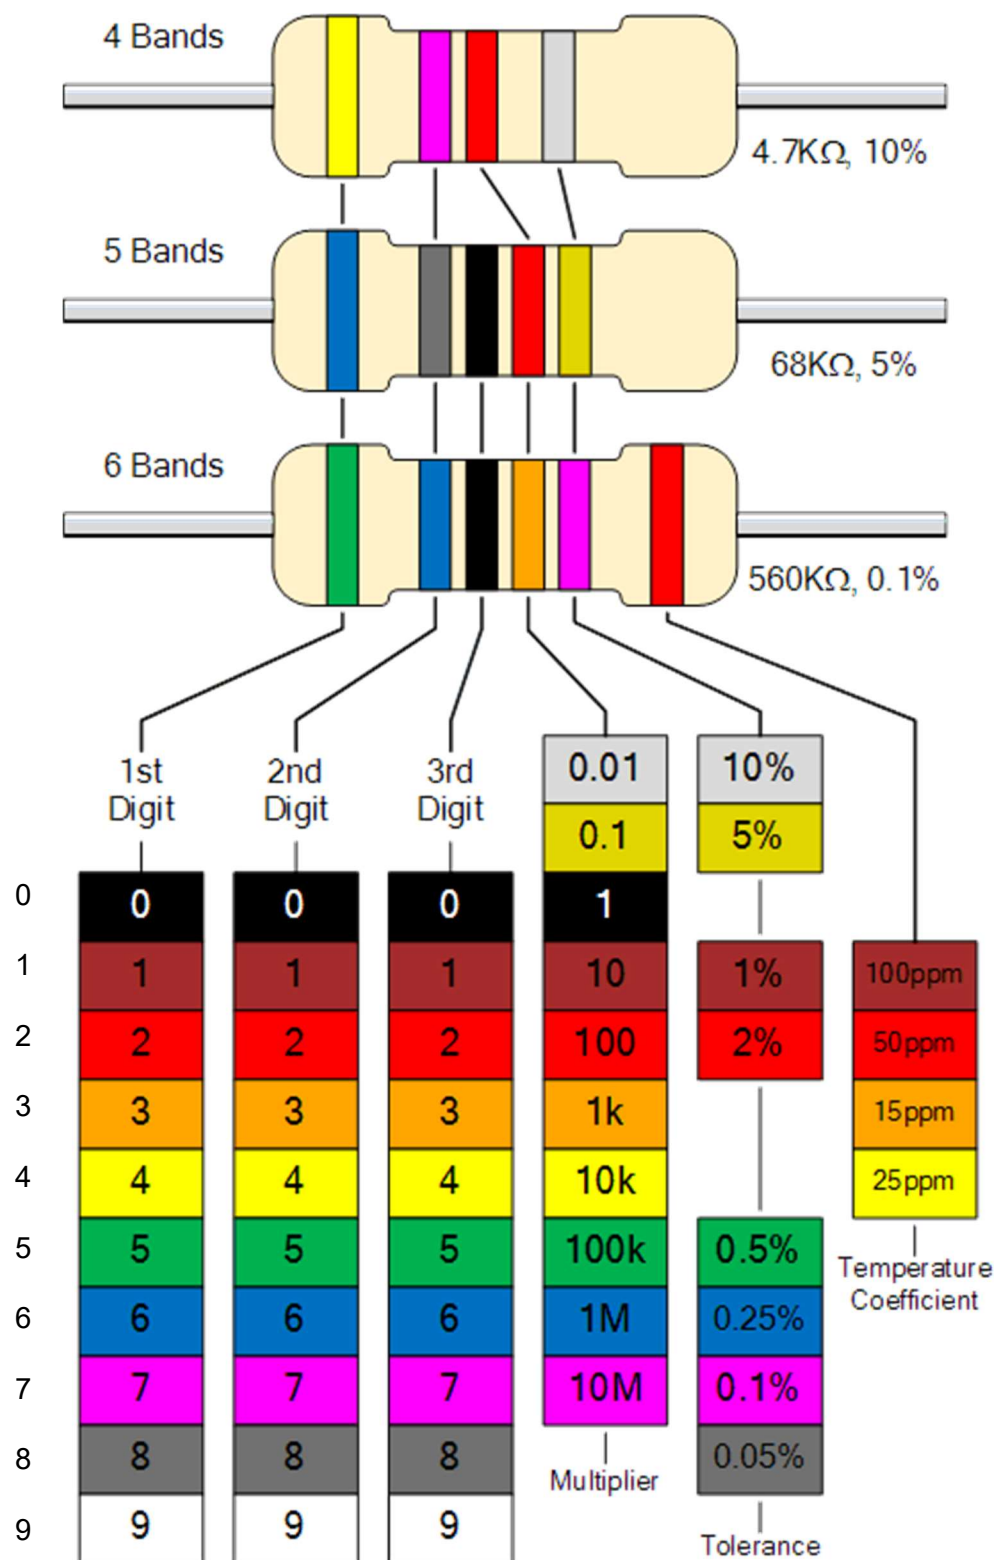 4 Bands
4.7KΩ, 10%
5 Bands
68KΩ, 5%
6 Bands
560KΩ, 0.1%
1st
Digit
2nd
Digit
3rd
Digit
0.01
10%
0.1
5%
0
0
0
0
1
1
1
1
1
10
1%
100ppm
2
2
2
2
100
2%
50ppm
3
3
3
3
1k
15ppm
4
4
4
4
10k
25ppm
5
5
5
5
100k
0.5%
Temperature
Coefficient
6
6
6
6
1M
0.25%
7
7
7
7
10M
0.1%
8
8
8
8
Multiplier
0.05%
9
9
9
9
Tolerance